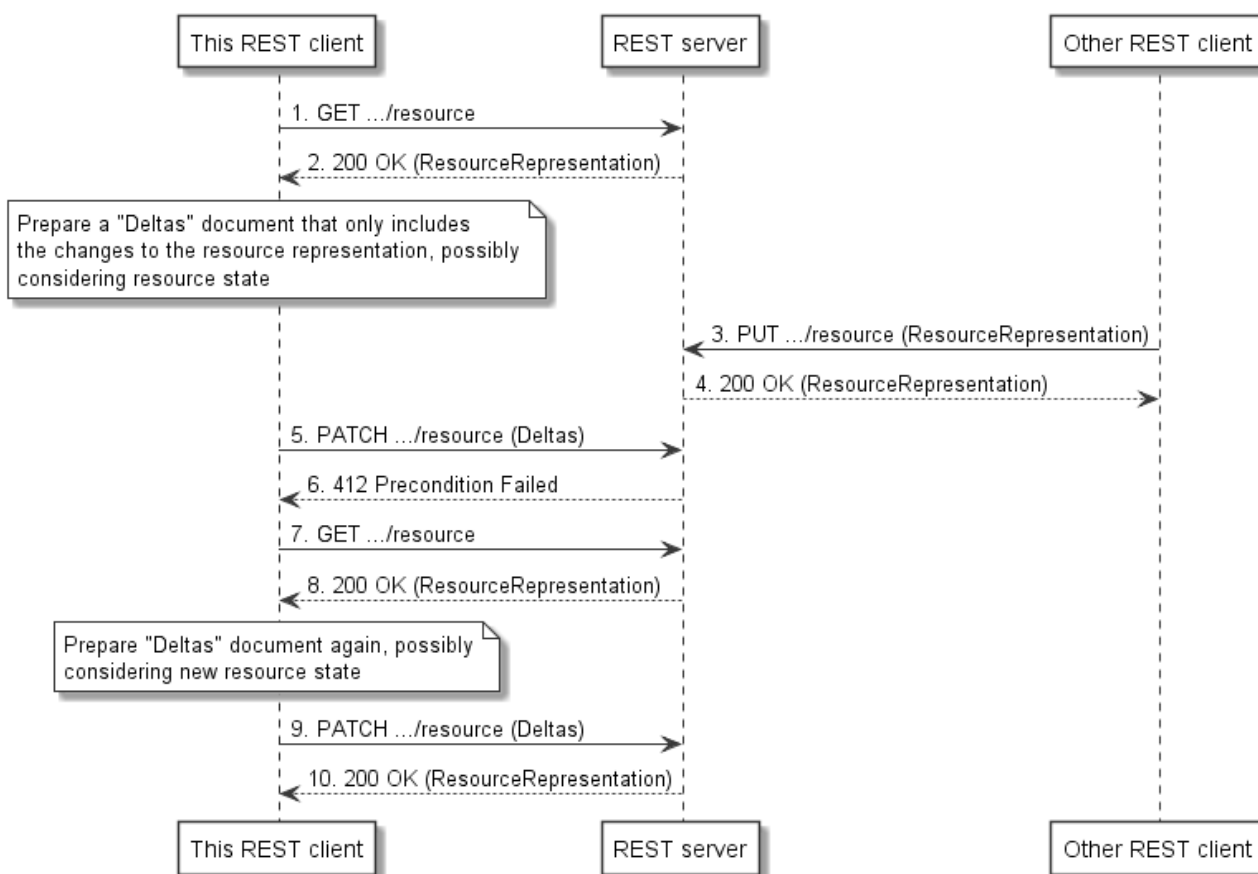 This REST client
REST server
Other REST client
1. GET .../resource
2. 200 OK (ResourceRepresentation)
Prepare a "Deltas" document that only includes
the changes to the resource representation, possibly
considering resource state
3. PUT .../resource (ResourceRepresentation)
4. 200 OK (ResourceRepresentation)
5. PATCH .../resource (Deltas)
6. 412 Precondition Failed
7. GET .../resource
8. 200 OK (ResourceRepresentation)
Prepare "Deltas" document again, possibly
considering new resource state
9. PATCH .../resource (Deltas)
10. 200 OK (ResourceRepresentation)
This REST client
REST server
Other REST client